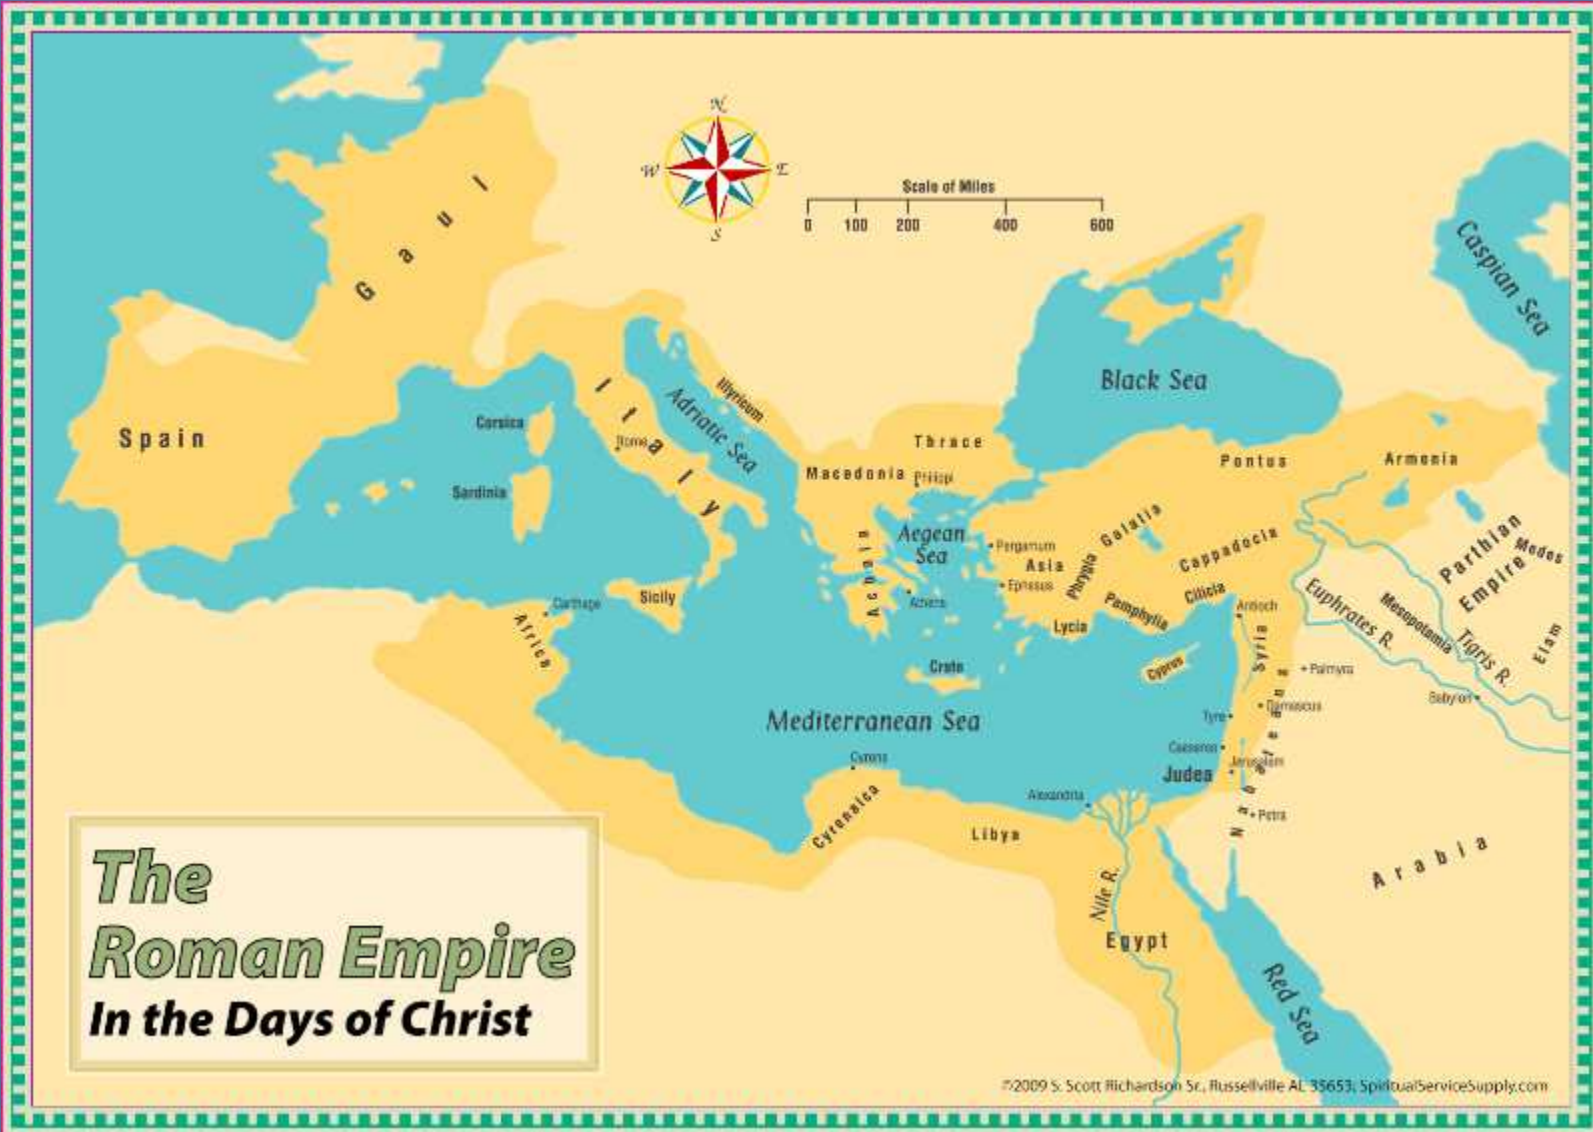 N
W
E
S
Scale of Miles
0 100 200 400 600
Gaul
Caspian Sea
Black Sea
Spain
Corsica
Sardinia
Italy
Rome
Adriatic Sea
Illyricum
Thrace
Macedonia
Philippi
Pontus
Armenia
Aegean
Sea
Achaia
Athens
Pergamum
Asia
Ephesus
Phrygia
Galatia
Cappadocia
Lycia
Pamphylia
Cilicia
Parthian
Empire
Medes
Elam
Euphrates R.
Mesopotamia
Tigris R.
Carthage
Africa
Sicily
Crete
Cyprus
Antioch
Syria
Palmyra
Babylon
Mediterranean Sea
Tyre
Damascus
Caesarea
Jerusalem
Judea
Nabateans
Petra
Cyrene
Cyrenaica
Libya
Alexandria
Nile R.
Egypt
Arabia
Red Sea
The
Roman Empire
In the Days of Christ
©2009 S. Scott Richardson Sr., Russellville AL 35653; SpiritualServiceSupply.com